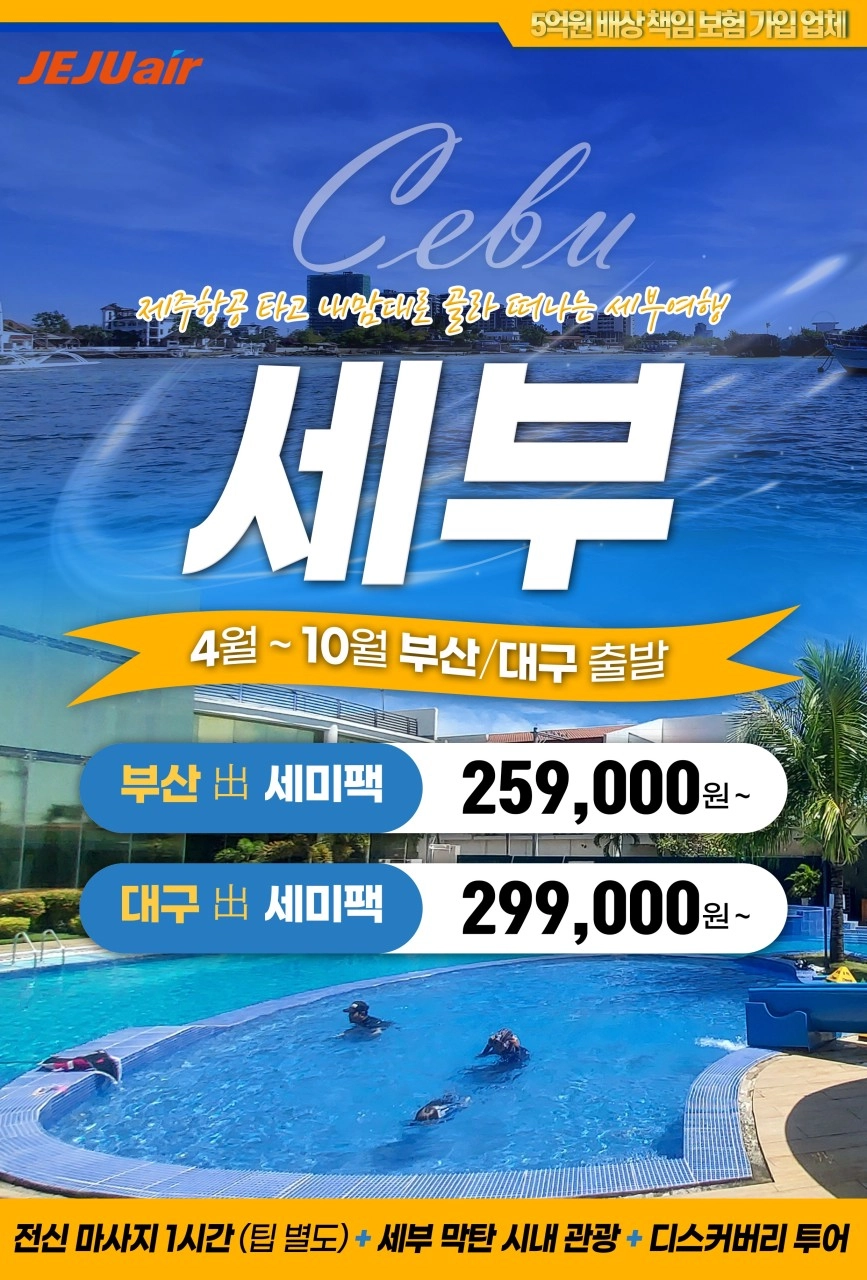 5억원 배상 책임 보험 가입 업체
JEJUair
Cebu
제주항공 타고 내맘대로 골라 떠나는 세부여행
세부
4월 ~ 10월 부산/대구 출발
부산 出 세미팩 259,000원~
대구 出 세미팩 299,000원~
전신 마사지 1시간 (팁 별도) + 세부 막탄 시내 관광 + 디스커버리 투어